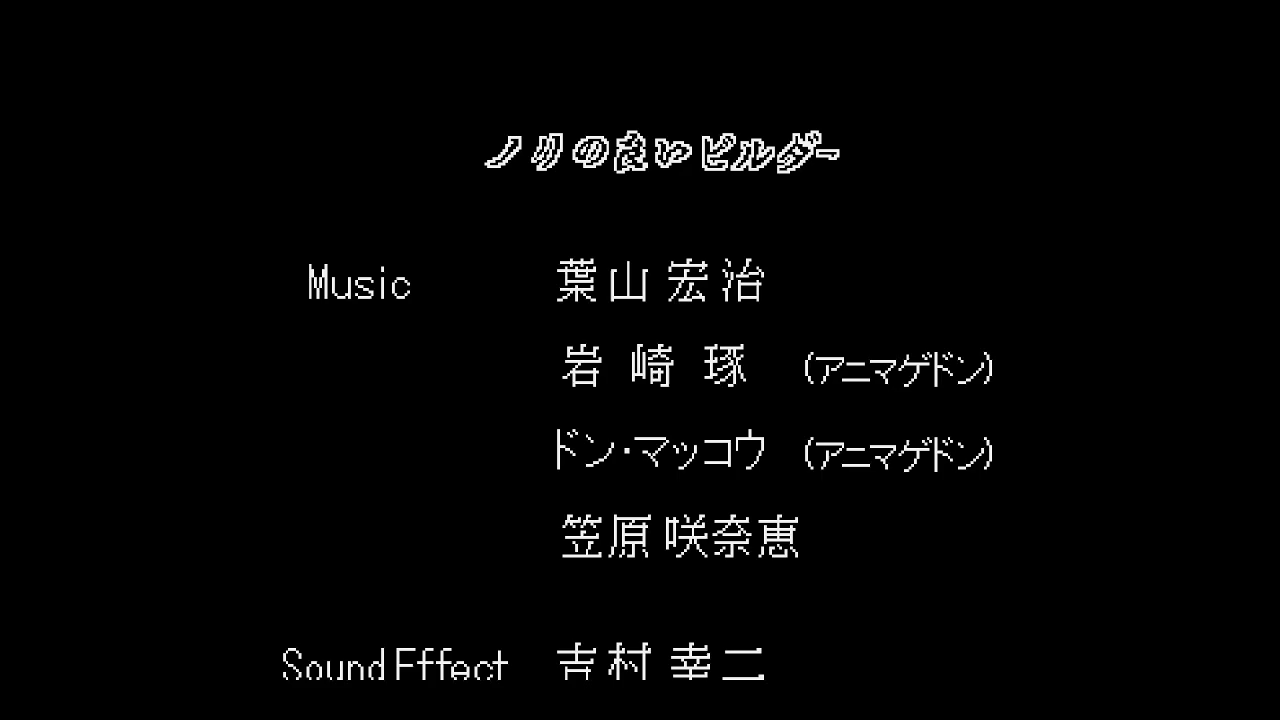 ノリの良いビルダー
Music 葉山 宏治
岩崎 琢 (アニマゲドン)
ドン・マッコウ (アニマゲドン)
笠原 咲奈恵
Sound Effect 吉村 幸二